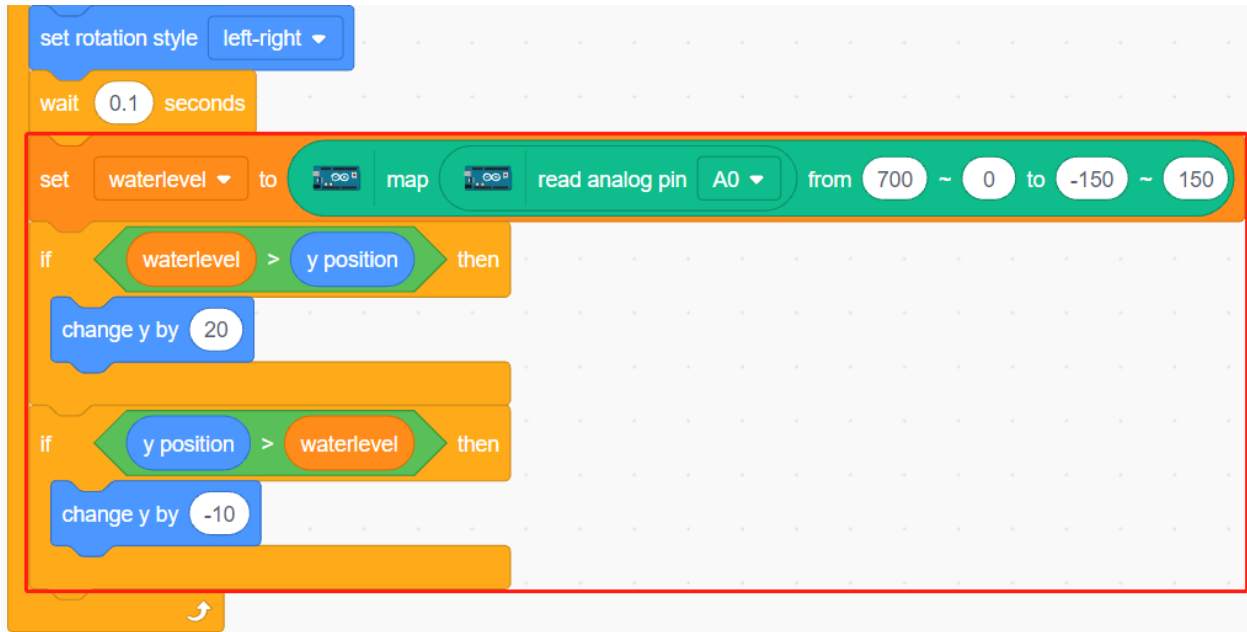 set rotation style left-right
wait 0.1 seconds
set waterlevel to map read analog pin A0 from 700 ~ 0 to -150 ~ 150
if waterlevel > y position then
change y by 20
if y position > waterlevel then
change y by -10